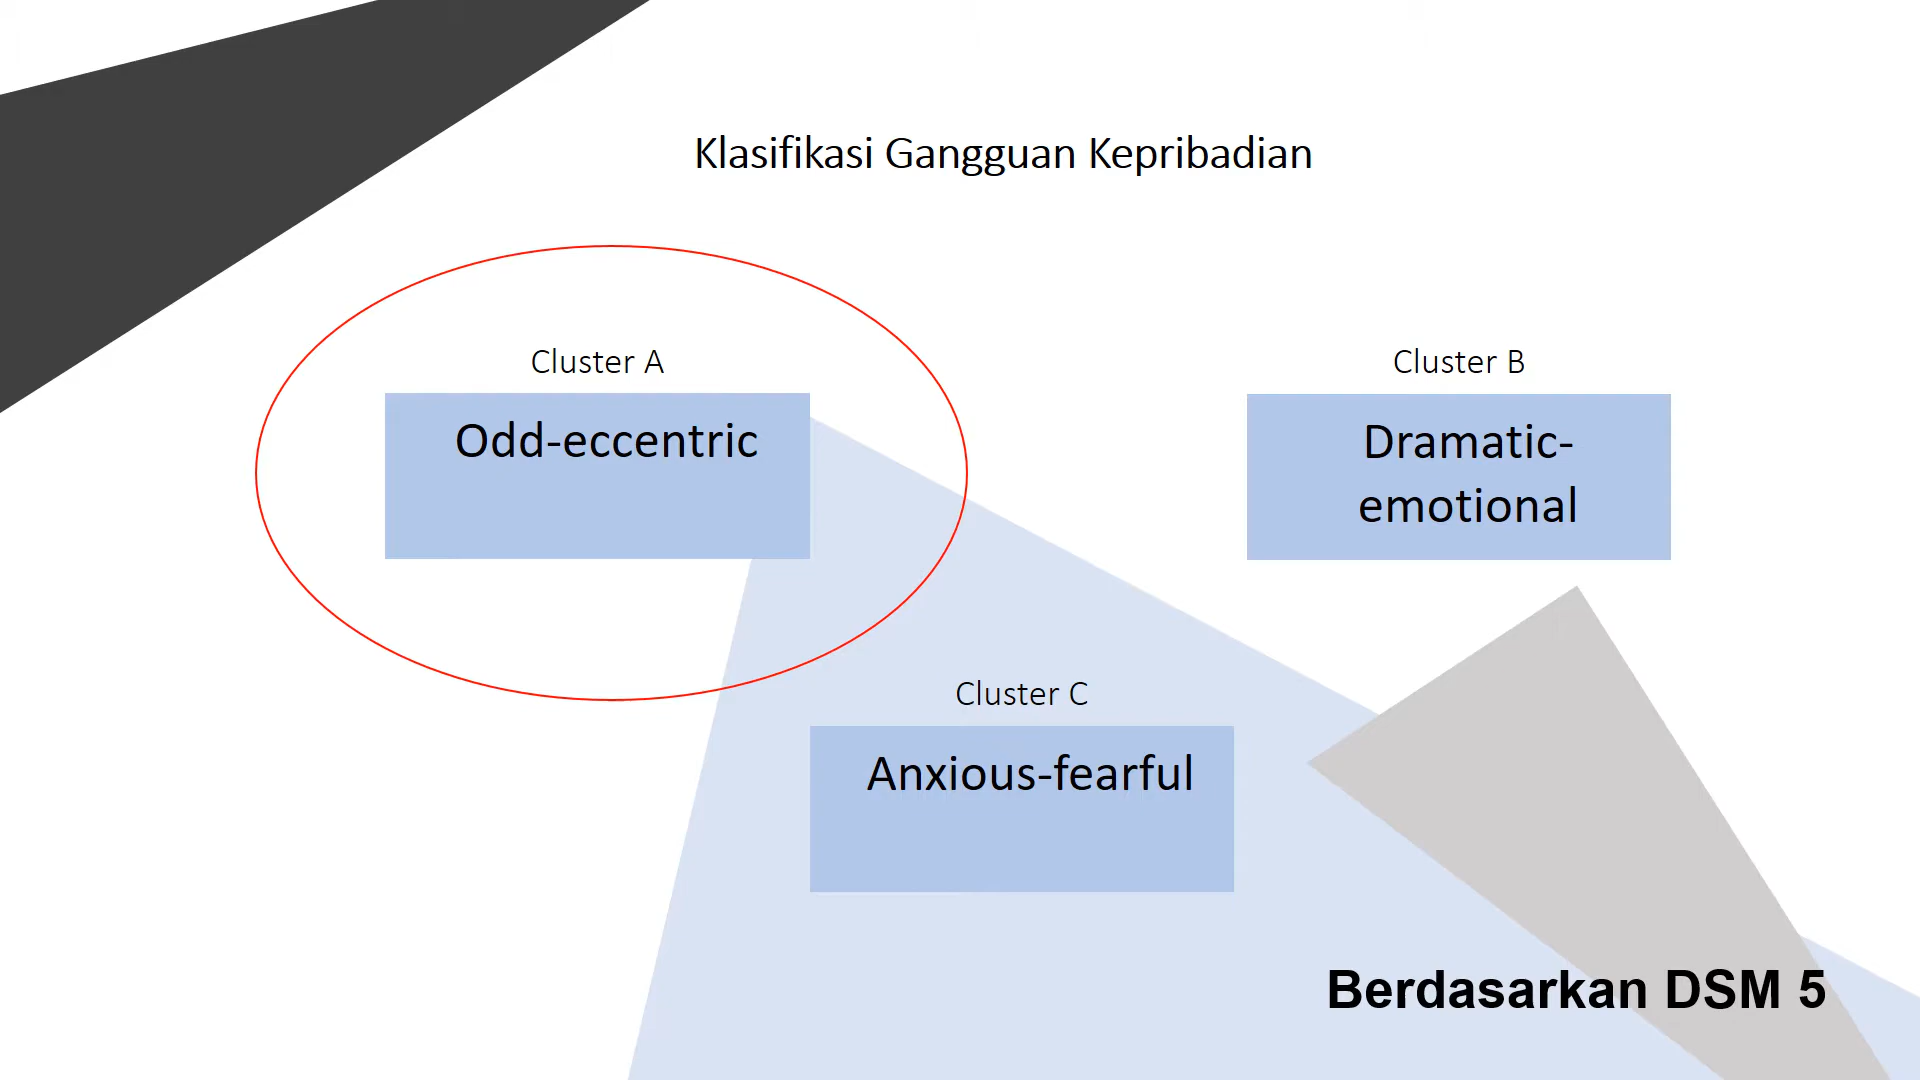 Klasifikasi Gangguan Kepribadian
Cluster A
Odd-eccentric
Cluster B
Dramatic-
emotional
Cluster C
Anxious-fearful
Berdasarkan DSM 5